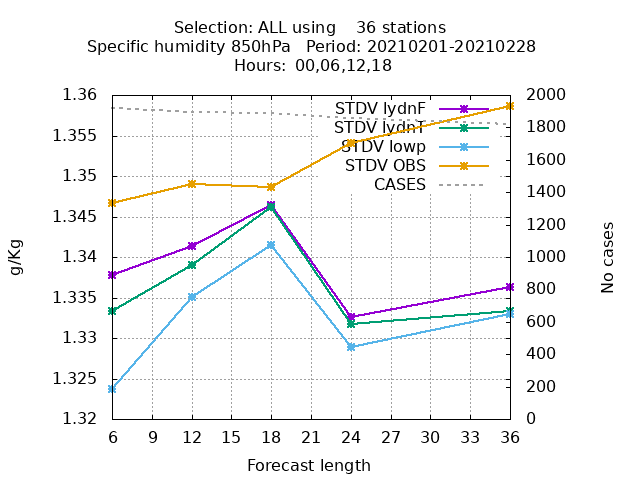 Selection: ALL using    36 stations
Specific humidity 850hPa   Period: 20210201-20210228
Hours: 00,06,12,18
1.36
1.355
1.35
1.345
1.34
1.335
1.33
1.325
1.32
g/Kg
STDV lydnF
STDV lydnT
STDV lowp
STDV OBS
CASES
2000
1800
1600
1400
1200
1000
800
600
400
200
0
No cases
6 9 12 15 18 21 24 27 30 33 36
Forecast length